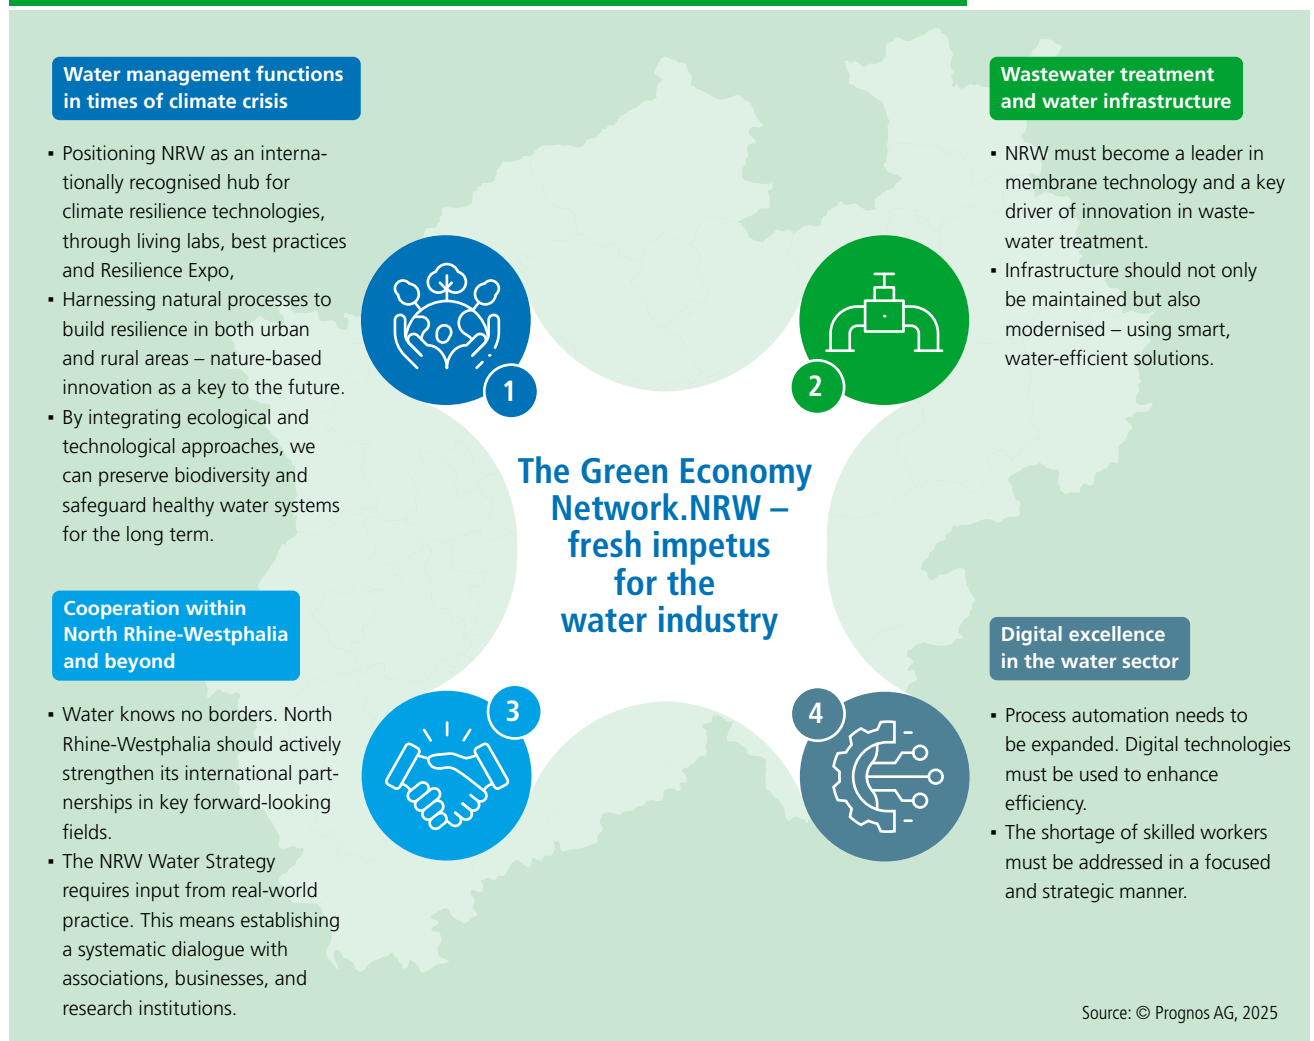 Water management functions
in times of climate crisis
▪ Positioning NRW as an interna-
tionally recognised hub for
climate resilience technologies,
through living labs, best practices
and Resilience Expo,
▪ Harnessing natural processes to
build resilience in both urban
and rural areas – nature-based
innovation as a key to the future.
▪ By integrating ecological and
technological approaches, we
can preserve biodiversity and
safeguard healthy water systems
for the long term.
1
Wastewater treatment
and water infrastructure
▪ NRW must become a leader in
membrane technology and a key
driver of innovation in waste-
water treatment.
▪ Infrastructure should not only
be maintained but also
modernised – using smart,
water-efficient solutions.
2
The Green Economy
Network.NRW –
fresh impetus
for the
water industry
Cooperation within
North Rhine-Westphalia
and beyond
▪ Water knows no borders. North
Rhine-Westphalia should actively
strengthen its international part-
nerships in key forward-looking
fields.
▪ The NRW Water Strategy
requires input from real-world
practice. This means establishing
a systematic dialogue with
associations, businesses, and
research institutions.
3
Digital excellence
in the water sector
▪ Process automation needs to
be expanded. Digital technologies
must be used to enhance
efficiency.
▪ The shortage of skilled workers
must be addressed in a focused
and strategic manner.
4
Source: © Prognos AG, 2025